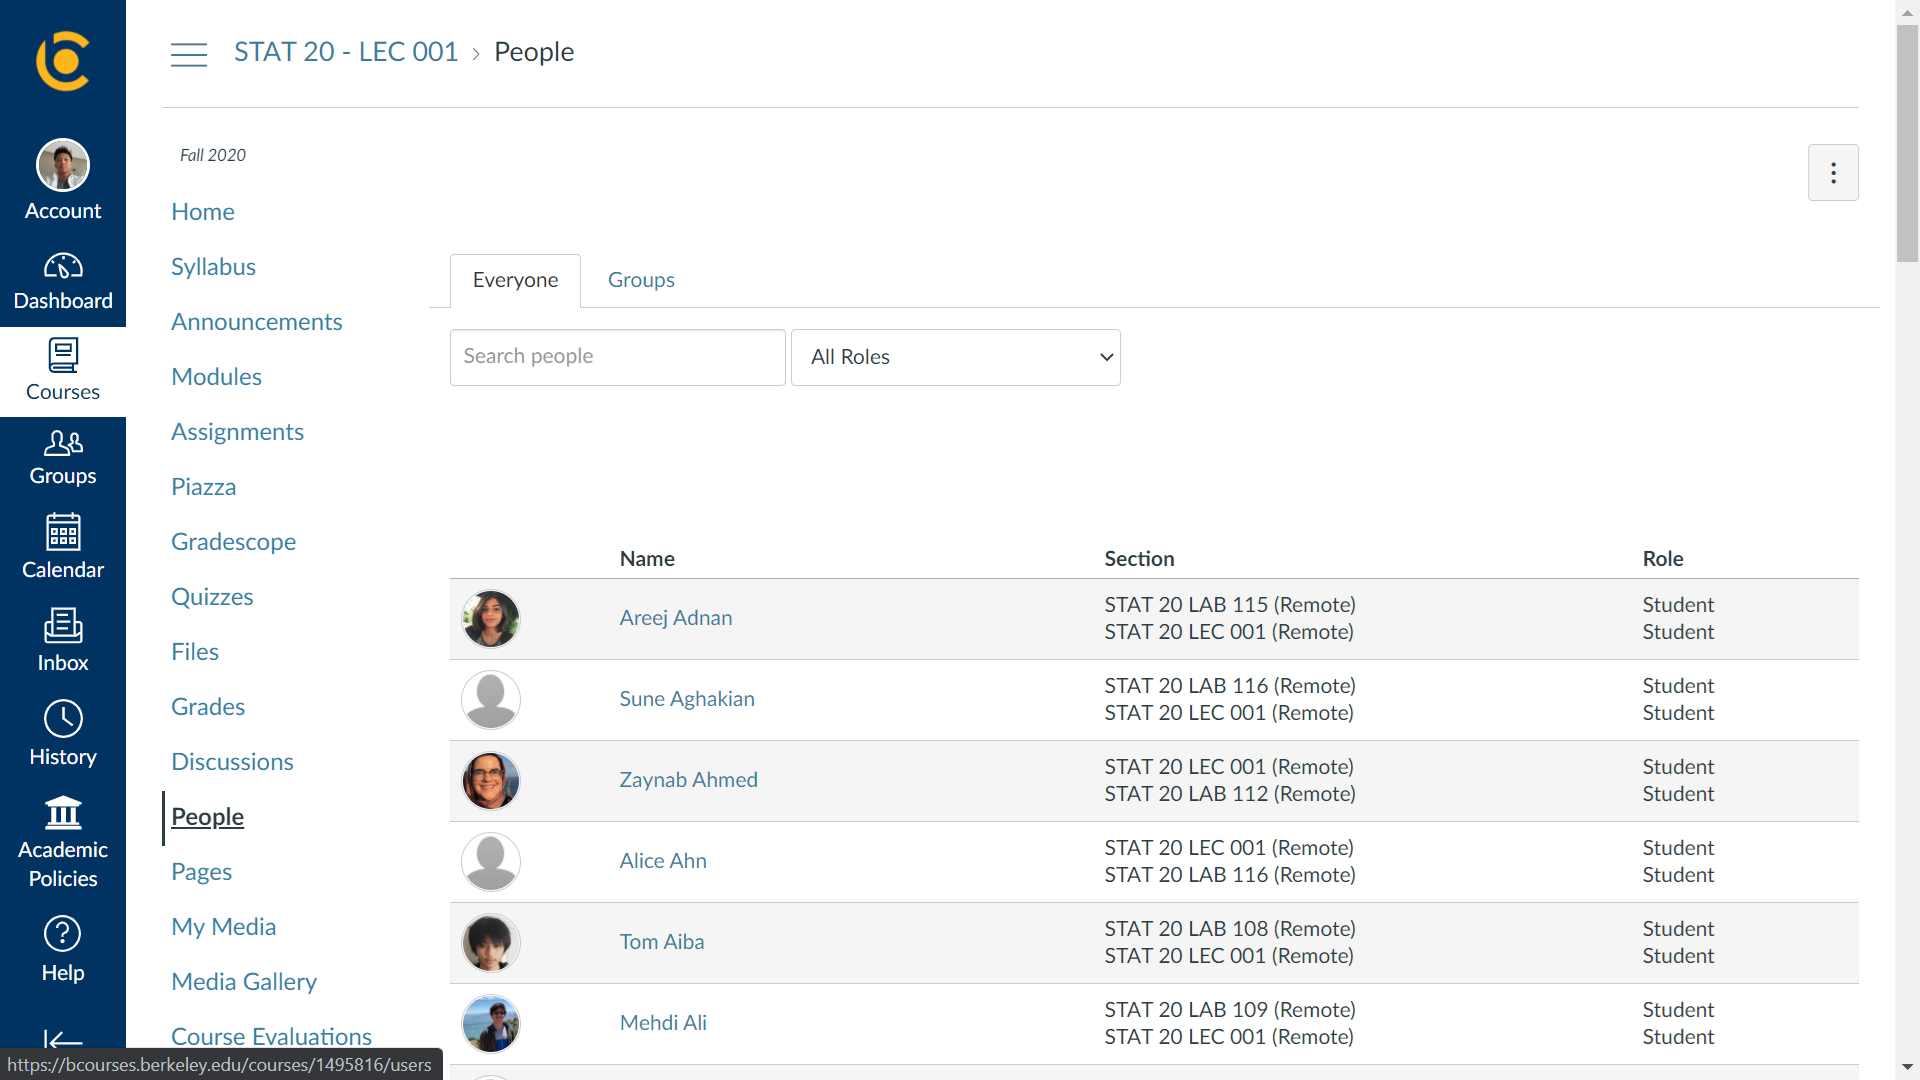 STAT 20 - LEC 001 › People
Account
Dashboard
Courses
Groups
Calendar
Inbox
History
Academic
Policies
Help
Fall 2020
Home
Syllabus
Announcements
Modules
Assignments
Piazza
Gradescope
Quizzes
Files
Grades
Discussions
People
Pages
My Media
Media Gallery
Course Evaluations
https://bcourses.berkeley.edu/courses/1495816/users
Everyone Groups
Search people All Roles
Name Section Role
Areej Adnan
STAT 20 LAB 115 (Remote) Student
STAT 20 LEC 001 (Remote) Student
Sune Aghakian
STAT 20 LAB 116 (Remote) Student
STAT 20 LEC 001 (Remote) Student
Zaynab Ahmed
STAT 20 LEC 001 (Remote) Student
STAT 20 LAB 112 (Remote) Student
Alice Ahn
STAT 20 LEC 001 (Remote) Student
STAT 20 LAB 116 (Remote) Student
Tom Aiba
STAT 20 LAB 108 (Remote) Student
STAT 20 LEC 001 (Remote) Student
Mehdi Ali
STAT 20 LAB 109 (Remote) Student
STAT 20 LEC 001 (Remote) Student